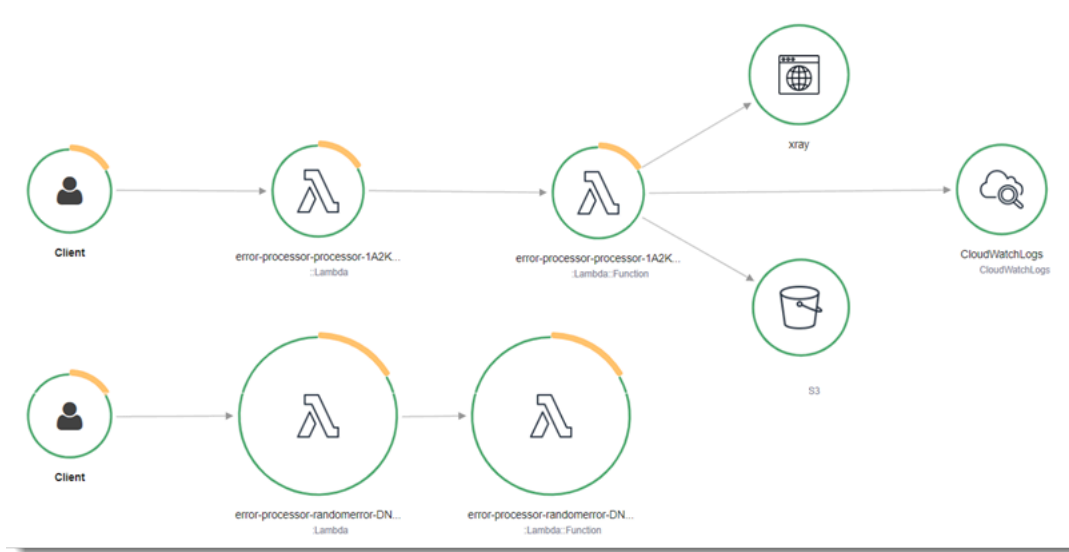 xray
Client
error-processor-processor-1A2K...
::Lambda
error-processor-processor-1A2K...
:Lambda::Function
CloudWatchLogs
CloudWatchLogs
S3
Client
error-processor-randomerror-DN...
:Lambda
error-processor-randomerror-DN...
:Lambda::Function